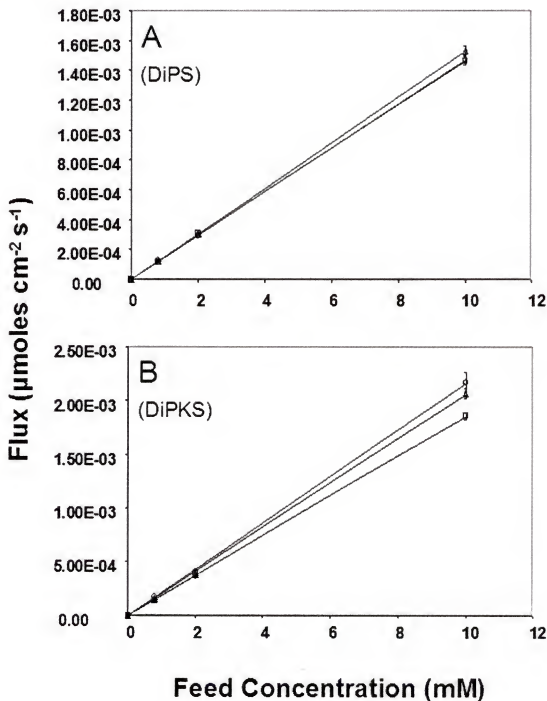 Flux (µmoles cm⁻² s⁻¹)
A
(DiPS)
1.80E-03
1.60E-03
1.40E-03
1.20E-03
1.00E-03
8.00E-04
6.00E-04
4.00E-04
2.00E-04
0.00
0 2 4 6 8 10 12
B
(DiPKS)
2.50E-03
2.00E-03
1.50E-03
1.00E-03
5.00E-04
0.00
0 2 4 6 8 10 12
Feed Concentration (mM)